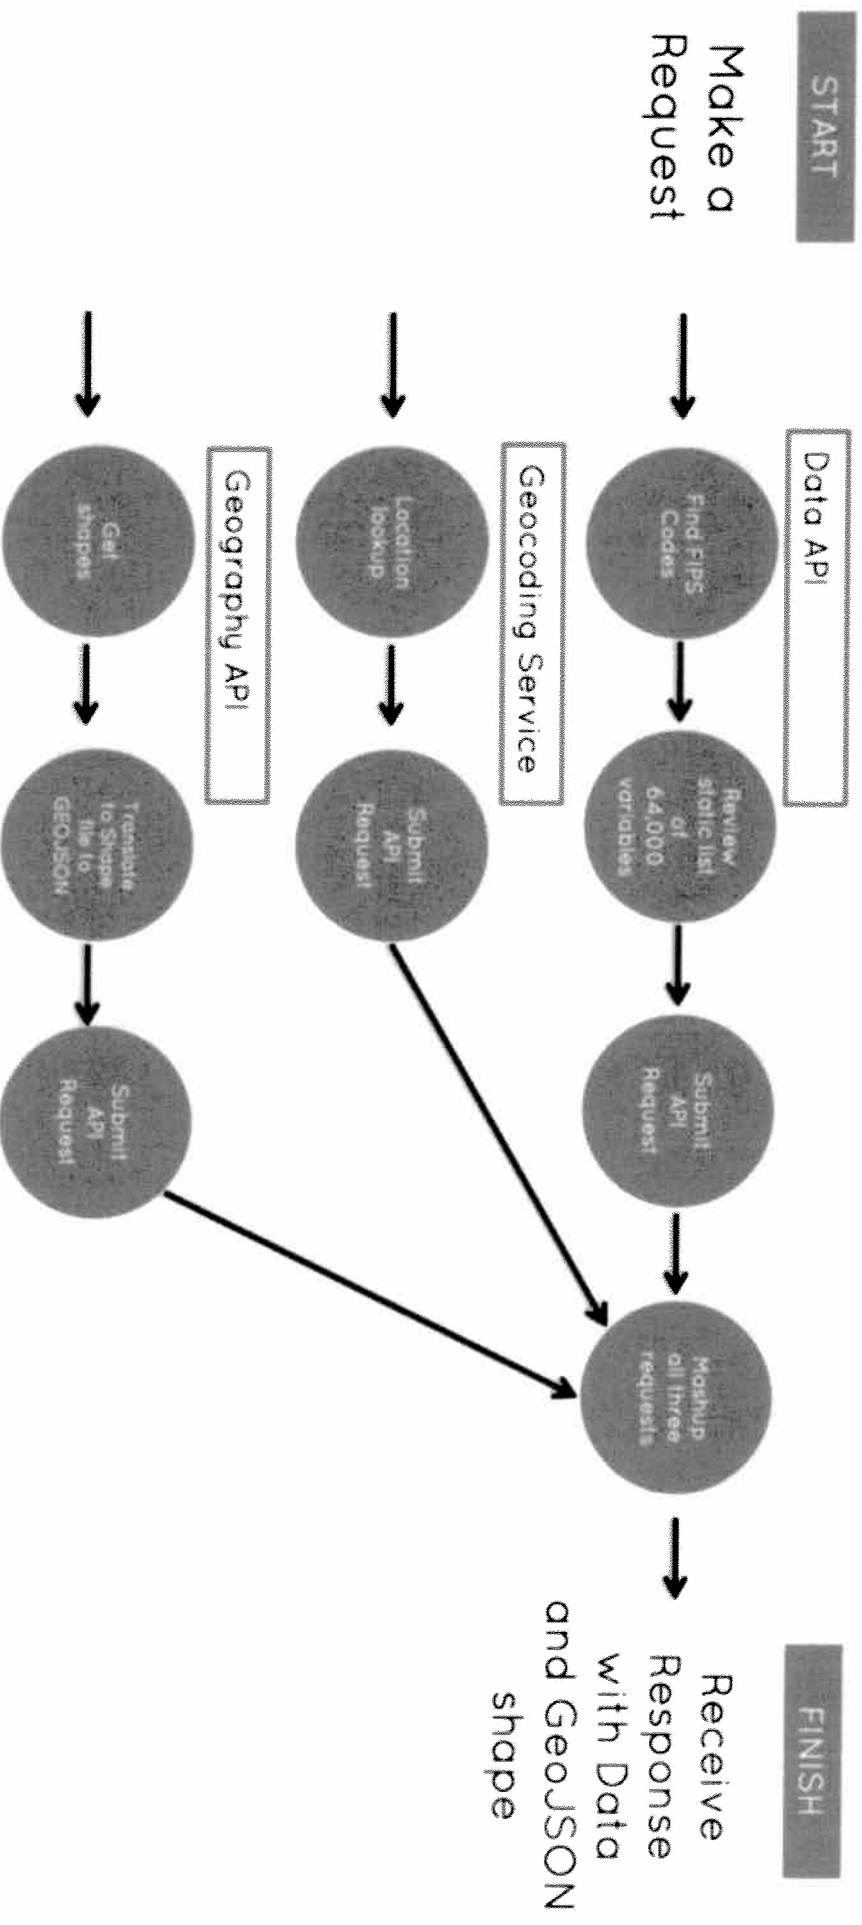 START
Make a
Request
Data API
Find FIPS
Codes
Review
static list
of
64,000
variables
Submit
API
Request
Mashup
all three
requests
FINISH
Receive
Response
with Data
and GeoJSON
shape
Geocoding Service
Location
lookup
Submit
API
Request
Geography API
Get
shapes
Translate
to Shape
file to
GEOJSON
Submit
API
Request